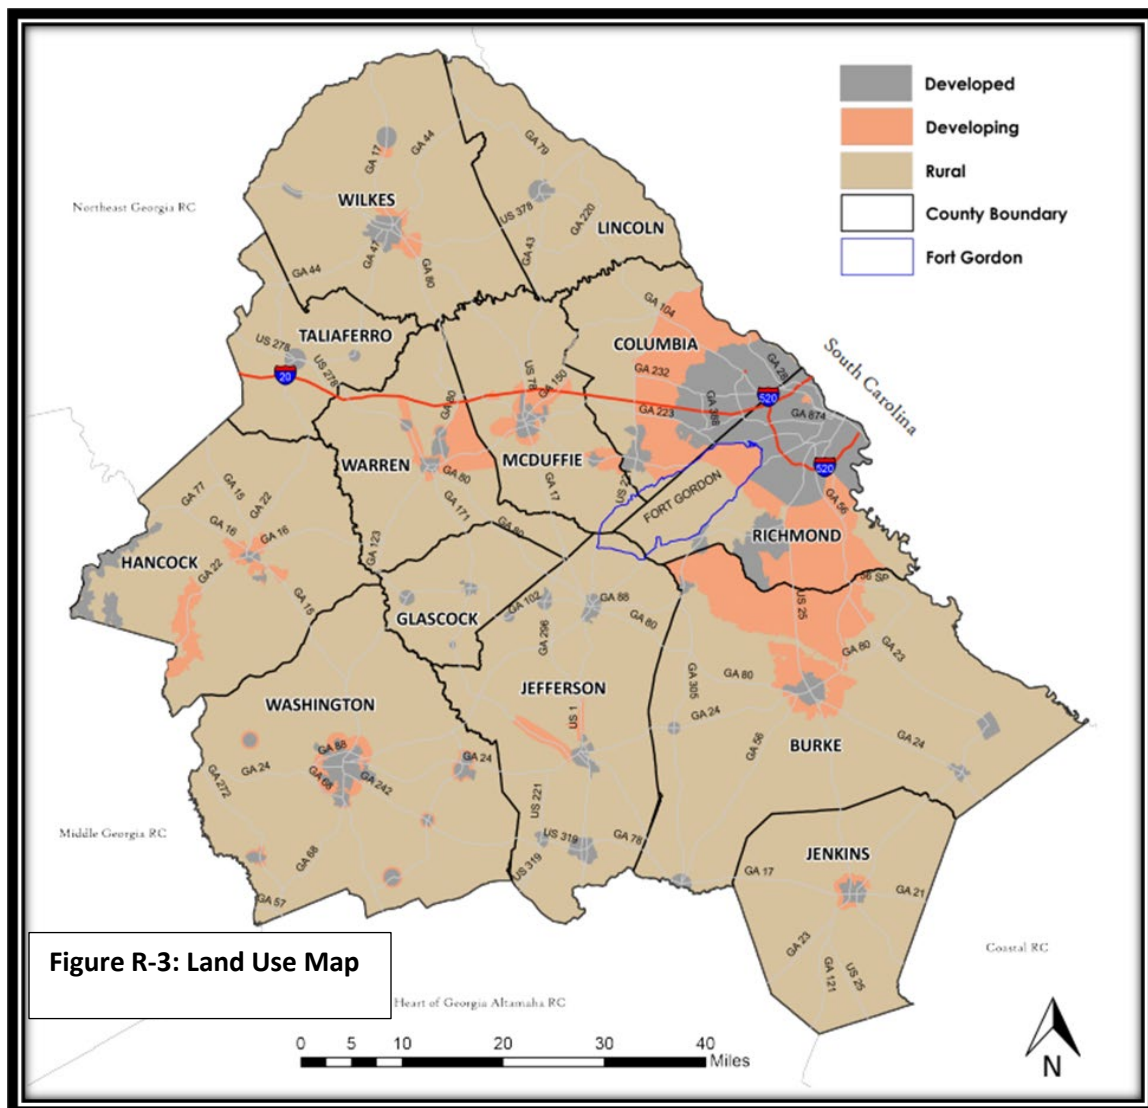 Developed
Developing
Rural
County Boundary
Fort Gordon
Northeast Georgia RC
South Carolina
WILKES
GA 17
GA 44
GA 44
GA 47
GA 80
LINCOLN
GA 79
US 378
GA 220
GA 43
TALIAFERRO
US 278
US 278
20
COLUMBIA
GA 104
GA 232
GA 223
GA 388
GA 28
520
GA 874
520
WARREN
GA 80
GA 80
GA 171
GA 123
MCDUFFIE
US 78
GA 150
GA 17
GA 80
US 2
FORT GORDON
RICHMOND
GA 56
56 SP
HANCOCK
GA 77
GA 15
GA 22
GA 16
GA 16
GA 22
GA 15
GLASCOCK
GA 102
GA 88
GA 80
GA 296
JEFFERSON
US 1
US 221
US 319
US 319
GA 78
WASHINGTON
GA 88
GA 24
GA 68
GA 242
GA 24
GA 272
GA 68
GA 57
BURKE
US 25
GA 80
GA 23
GA 80
GA 305
GA 24
GA 56
GA 24
JENKINS
GA 17
GA 21
GA 23
GA 121
US 25
Middle Georgia RC
Coastal RC
Heart of Georgia Altamaha RC
Figure R-3: Land Use Map
0 5 10 20 30 40
Miles
N